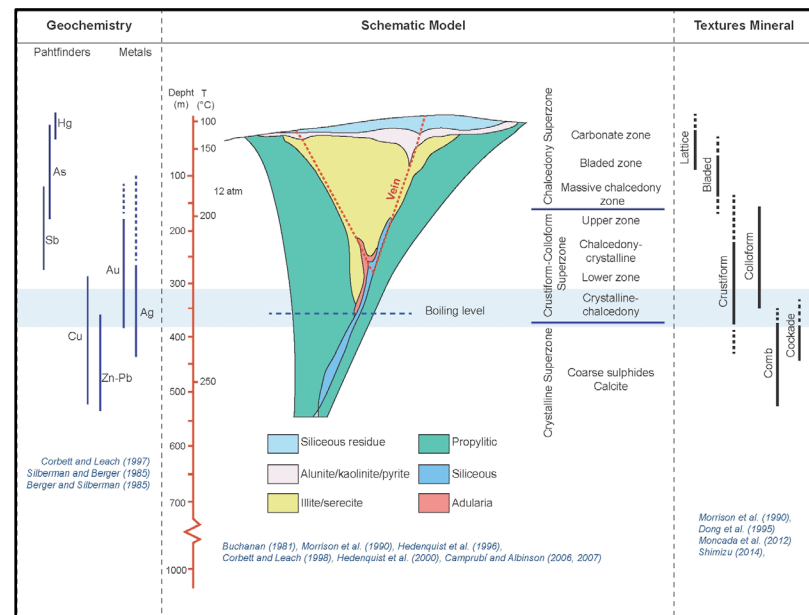 Geochemistry
Schematic Model
Textures Mineral
Pahtfinders
Metals
Hg
As
Sb
Au
Ag
Cu
Zn-Pb
Corbett and Leach (1997)
Silberman and Berger (1985)
Berger and Silberman (1985)
Depht T
(m) (°C)
100
150
100
12 atm
200
200
300
400
250
500
600
700
1000
Vein
Boiling level
Siliceous residue
Propylitic
Alunite/kaolinite/pyrite
Siliceous
Illite/serecite
Adularia
Buchanan (1981), Morrison et al. (1990), Hedenquist et al. (1996),
Corbett and Leach (1998), Hedenquist et al. (2000), Camprubí and Albinson (2006, 2007)
Chalcedony Superzone
Carbonate zone
Bladed zone
Massive chalcedony
zone
Crustiform-Colloform
Superzone
Upper zone
Chalcedony-
crystalline
Lower zone
Crystalline-
chalcedony
Crystalline Superzone
Coarse sulphides
Calcite
Lattice
Bladed
Crustiform
Colloform
Comb
Cockade
Morrison et al. (1990),
Dong et al. (1995)
Moncada et al. (2012)
Shimizu (2014),